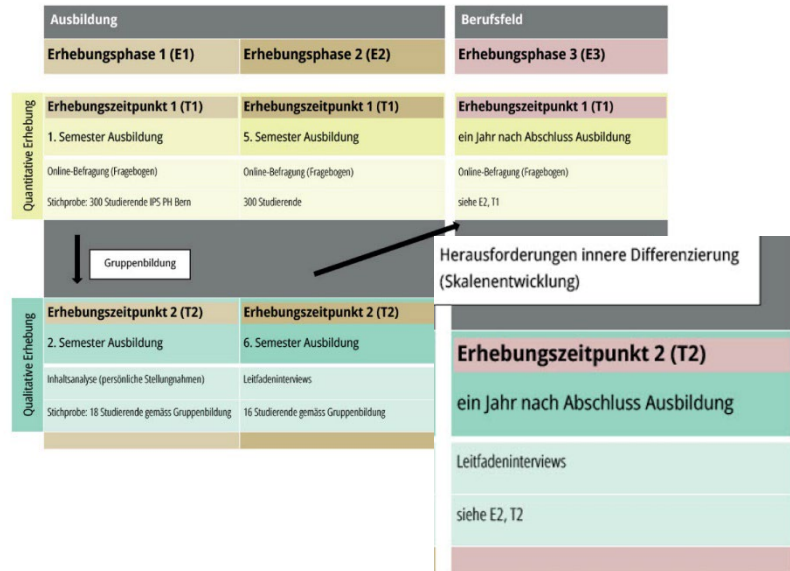 Ausbildung
Berufsfeld
Erhebungsphase 1 (E1)
Erhebungsphase 2 (E2)
Erhebungsphase 3 (E3)
Quantitative Erhebung
Erhebungszeitpunkt 1 (T1)
Erhebungszeitpunkt 1 (T1)
Erhebungszeitpunkt 1 (T1)
1. Semester Ausbildung
5. Semester Ausbildung
ein Jahr nach Abschluss Ausbildung
Online-Befragung (Fragebogen)
Online-Befragung (Fragebogen)
Online-Befragung (Fragebogen)
Stichprobe: 300 Studierende IPS PH Bern
300 Studierende
siehe E2, T1
Gruppenbildung
Herausforderungen innere Differenzierung
(Skalenentwicklung)
Qualitative Erhebung
Erhebungszeitpunkt 2 (T2)
Erhebungszeitpunkt 2 (T2)
Erhebungszeitpunkt 2 (T2)
2. Semester Ausbildung
6. Semester Ausbildung
ein Jahr nach Abschluss Ausbildung
Inhaltsanalyse (persönliche Stellungnahmen)
Leitfadeninterviews
Leitfadeninterviews
Stichprobe: 18 Studierende gemäss Gruppenbildung
16 Studierende gemäss Gruppenbildung
siehe E2, T2